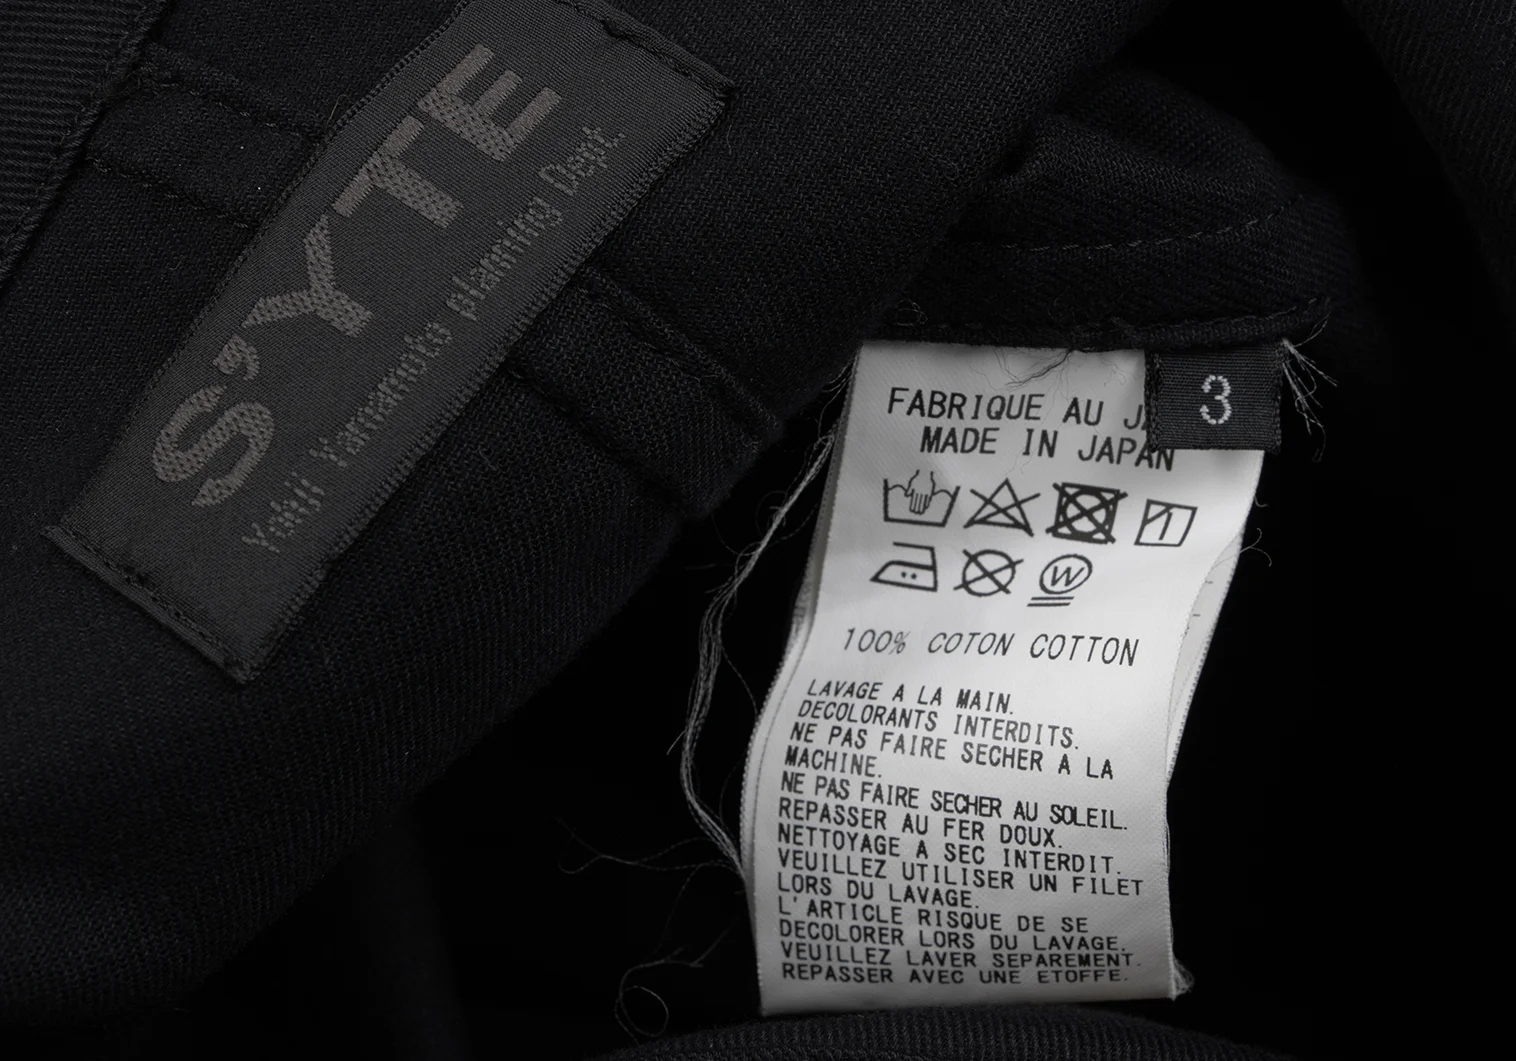 S'YTE
Yohji Yamamoto planning Dept.
3
FABRIQUE AU
MADE IN JAPAN
1
W
100% COTON COTTON
LAVAGE A LA MAIN.
DECOLORANTS INTERDITS.
NE PAS FAIRE SECHER A LA
MACHINE.
NE PAS FAIRE SECHER AU SOLEIL.
REPASSER AU FER DOUX.
NETTOYAGE A SEC INTERDIT.
VEUILLEZ UTILISER UN FILET
LORS DU LAVAGE.
L'ARTICLE RISQUE DE SE
DECOLORER LORS DU LAVAGE.
VEUILLEZ LAVER SEPAREMENT.
REPASSER AVEC UNE ETOFFE.